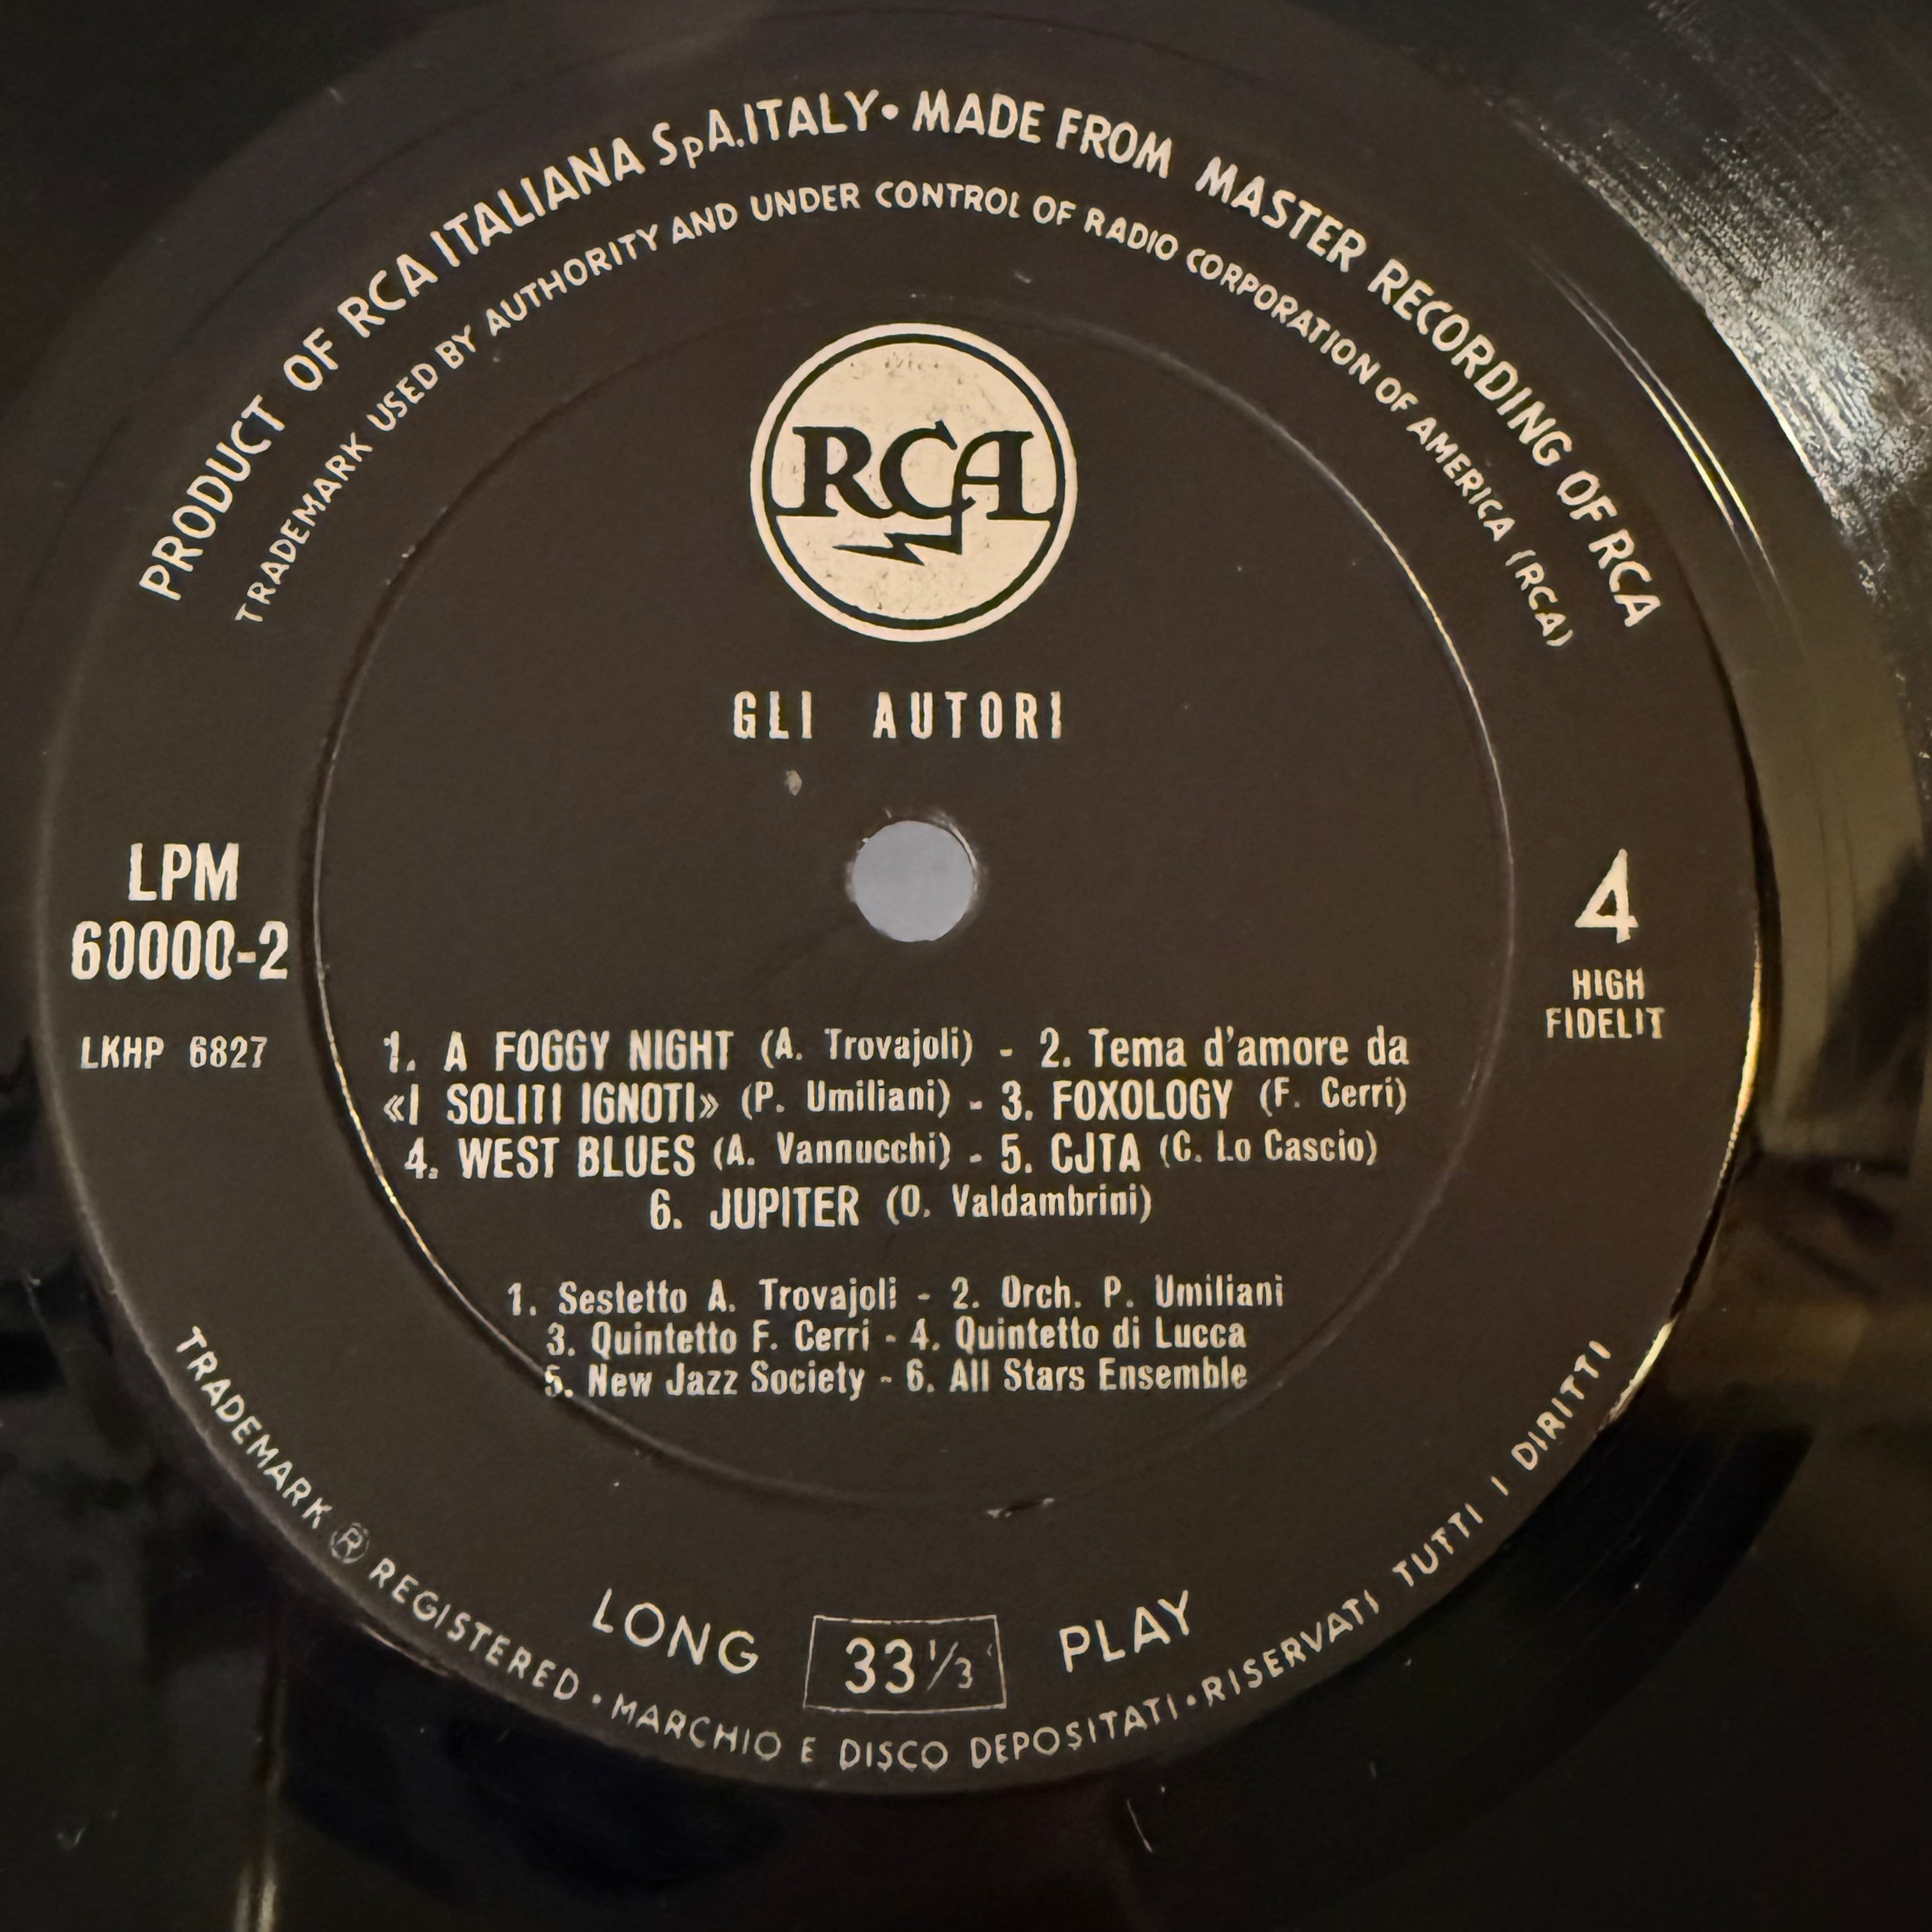 PRODUCT OF RCA ITALIANA SpA.ITALY • MADE FROM MASTER RECORDING OF RCA
TRADEMARK USED BY AUTHORITY AND UNDER CONTROL OF RADIO CORPORATION OF AMERICA (RCA)
RCA
GLI AUTORI
LPM
60000-2
LKHP 6827
4
HIGH
FIDELIT
1. A FOGGY NIGHT (A. Trovajoli) - 2. Tema d'amore da
«I SOLITI IGNOTI» (P. Umiliani) - 3. FOXOLOGY (F. Cerri)
4. WEST BLUES (A. Vannucchi) - 5. CJTA (C. Lo Cascio)
6. JUPITER (O. Valdambrini)
1. Sestetto A. Trovajoli - 2. Orch. P. Umiliani
3. Quintetto F. Cerri - 4. Quintetto di Lucca
5. New Jazz Society - 6. All Stars Ensemble
LONG 33 1/3 PLAY
TRADEMARK ® REGISTERED • MARCHIO E DISCO DEPOSITATI • RISERVATI TUTTI I DIRITTI